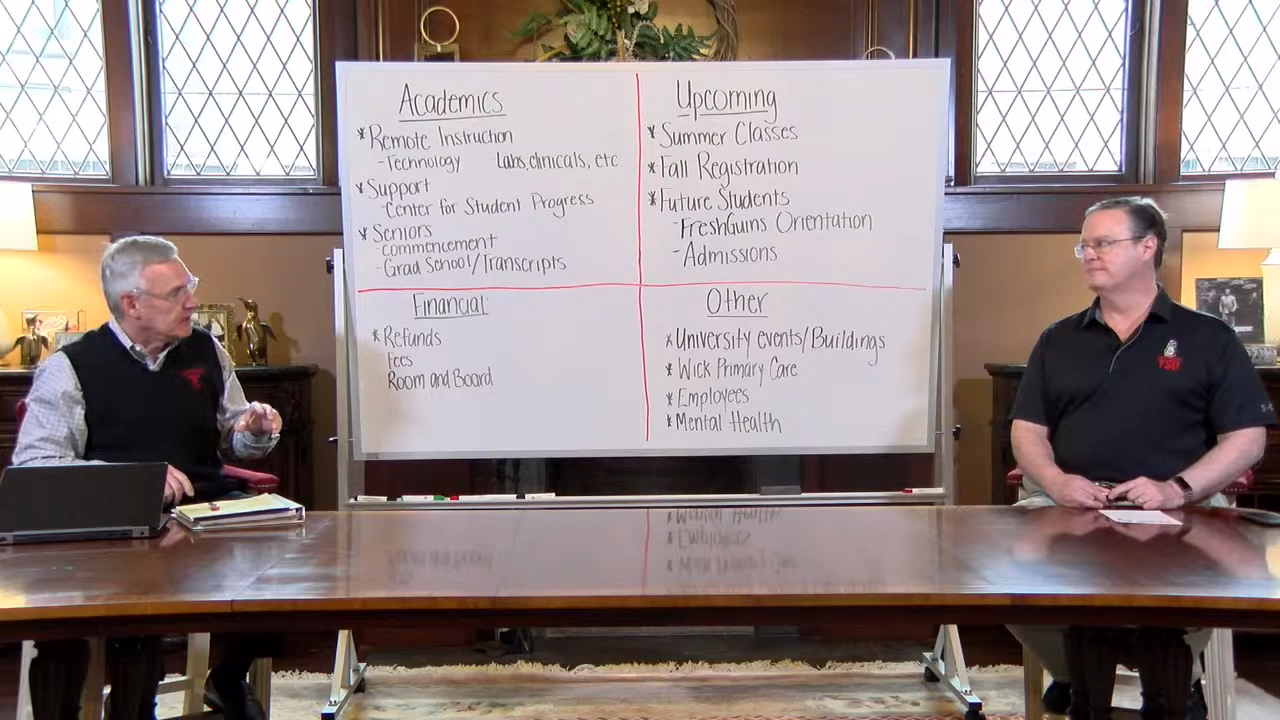 Academics
* Remote Instruction
- Technology Labs, clinicals, etc
* Support
- Center for Student Progress
* Seniors
- commencement
- Grad School/Transcripts
Upcoming
* Summer Classes
* Fall Registration
* Future Students
- FreshGuins Orientation
- Admissions
Financial
* Refunds
Fees
Room and Board
Other
* University events/Buildings
* Wick Primary Care
* Employees
* Mental Health
YSU